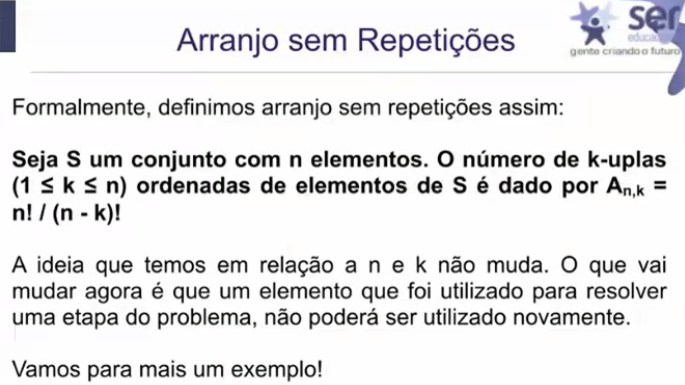 Arranjo sem Repetições
ser
educac
gente criando o futuro
Formalmente, definimos arranjo sem repetições assim:
Seja S um conjunto com n elementos. O número de k-uplas
(1 ≤ k ≤ n) ordenadas de elementos de S é dado por Aₙ,ₖ =
n! / (n - k)!
A ideia que temos em relação a n e k não muda. O que vai
mudar agora é que um elemento que foi utilizado para resolver
uma etapa do problema, não poderá ser utilizado novamente.
Vamos para mais um exemplo!